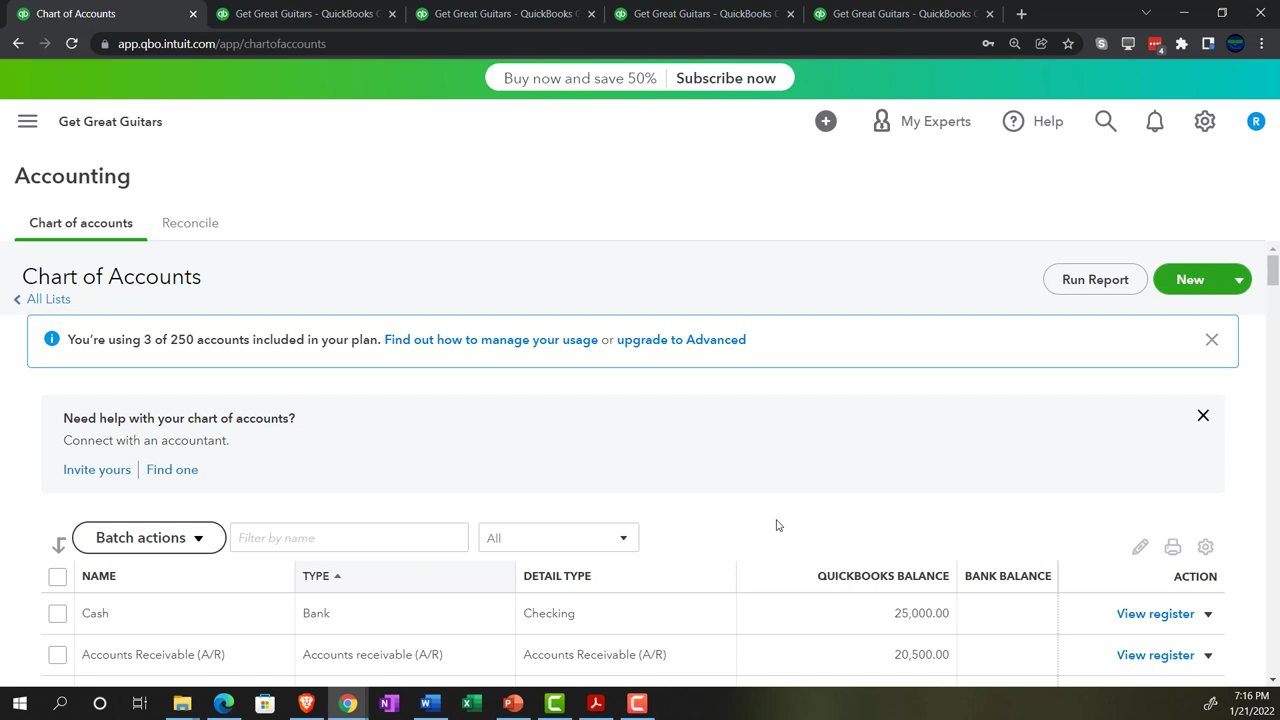 Chart of Accounts
Get Great Guitars - QuickBooks O
Get Great Guitars - QuickBooks O
Get Great Guitars - QuickBooks O
Get Great Guitars - QuickBooks O
app.qbo.intuit.com/app/chartofaccounts
4
Buy now and save 50% Subscribe now
Get Great Guitars
My Experts
Help
R
Accounting
Chart of accounts
Reconcile
Chart of Accounts
All Lists
Run Report
New
You're using 3 of 250 accounts included in your plan. Find out how to manage your usage or upgrade to Advanced
Need help with your chart of accounts?
Connect with an accountant.
Invite yours Find one
Batch actions
Filter by name
All
NAME TYPE DETAIL TYPE QUICKBOOKS BALANCE BANK BALANCE ACTION
Cash Bank Checking 25,000.00 View register
Accounts Receivable (A/R) Accounts receivable (A/R) Accounts Receivable (A/R) 20,500.00 View register
7:16 PM
1/21/2022